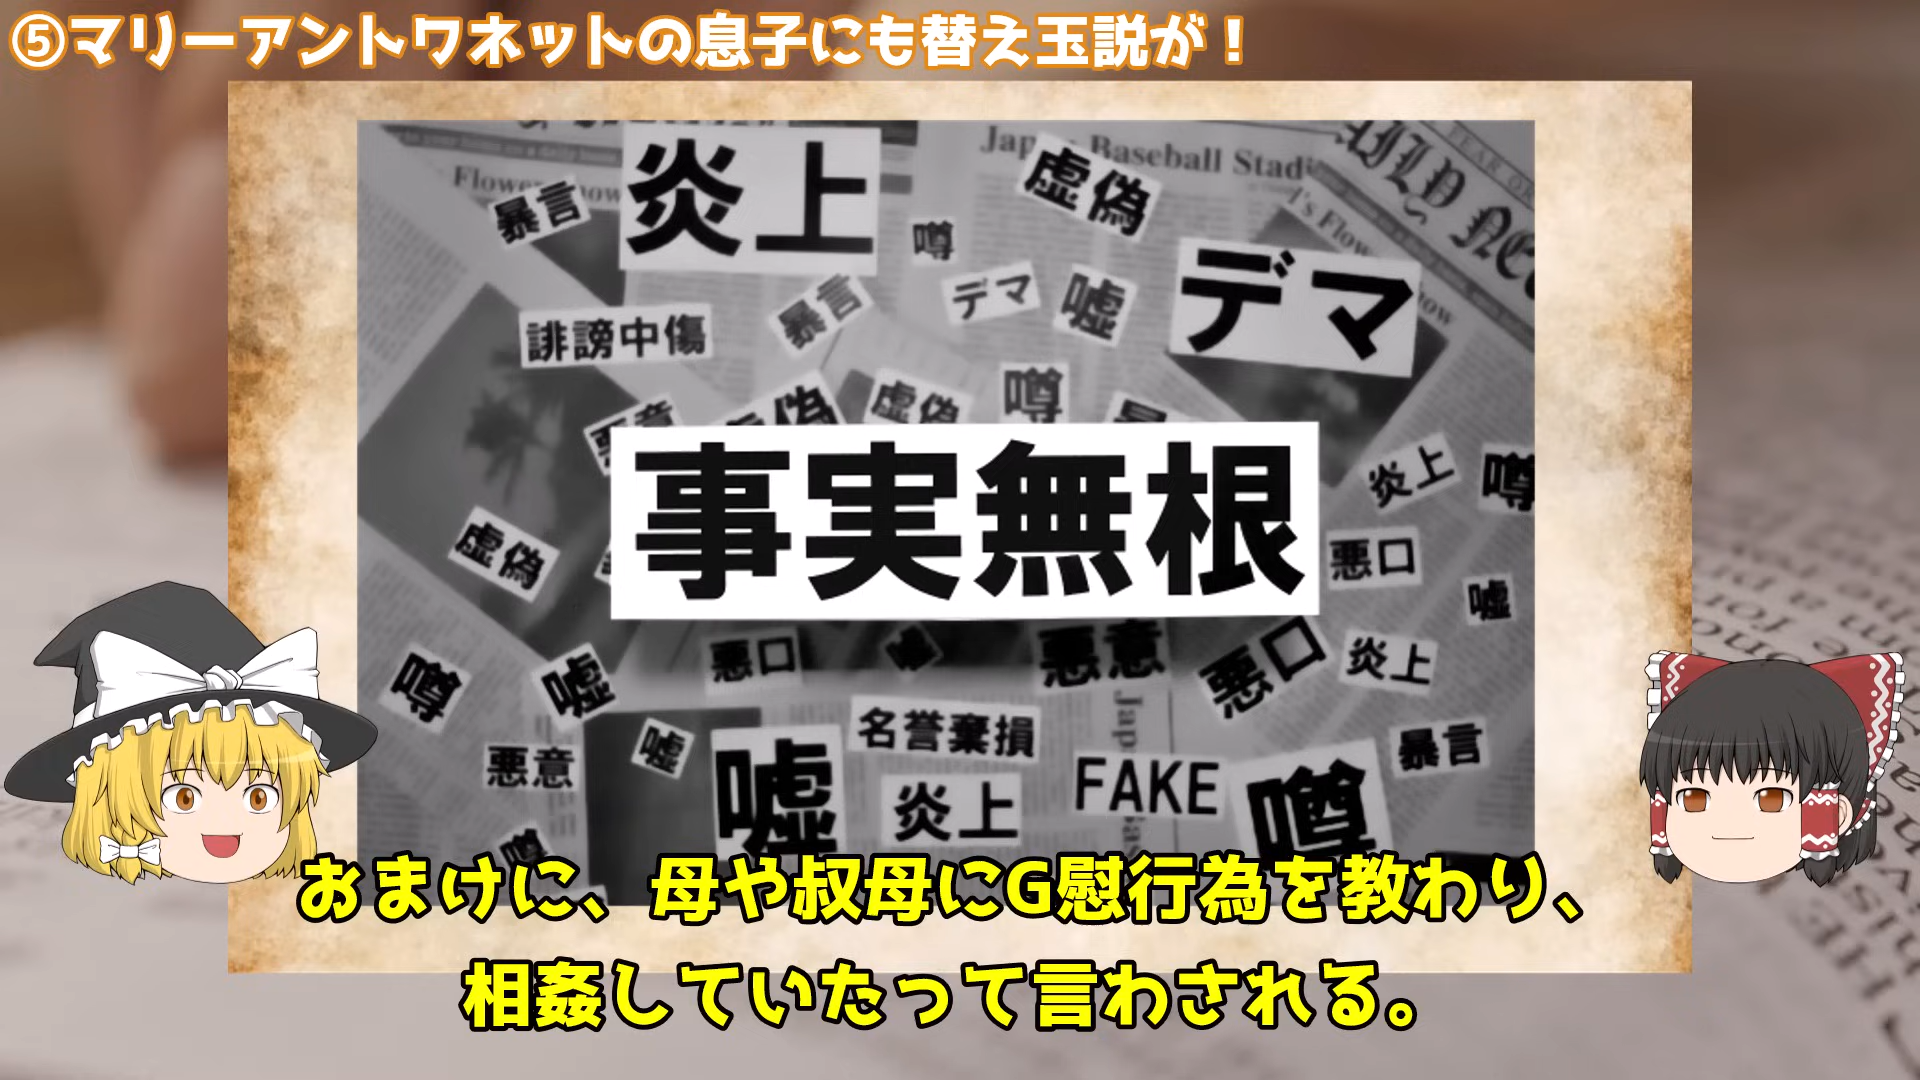 ⑤マリーアントワネットの息子にも替え玉説が！
炎上
暴言
虚偽
噂
デマ
嘘
デマ
誹謗中傷
暴言
虚偽
噂
事実無根
炎上
噂
虚偽
悪口
嘘
悪口
悪意
悪口
炎上
噂
嘘
名誉棄損
暴言
悪意
嘘
嘘
炎上
FAKE
噂
おまけに、母や叔母にG慰行為を教わり、
相姦していたって言わされる。